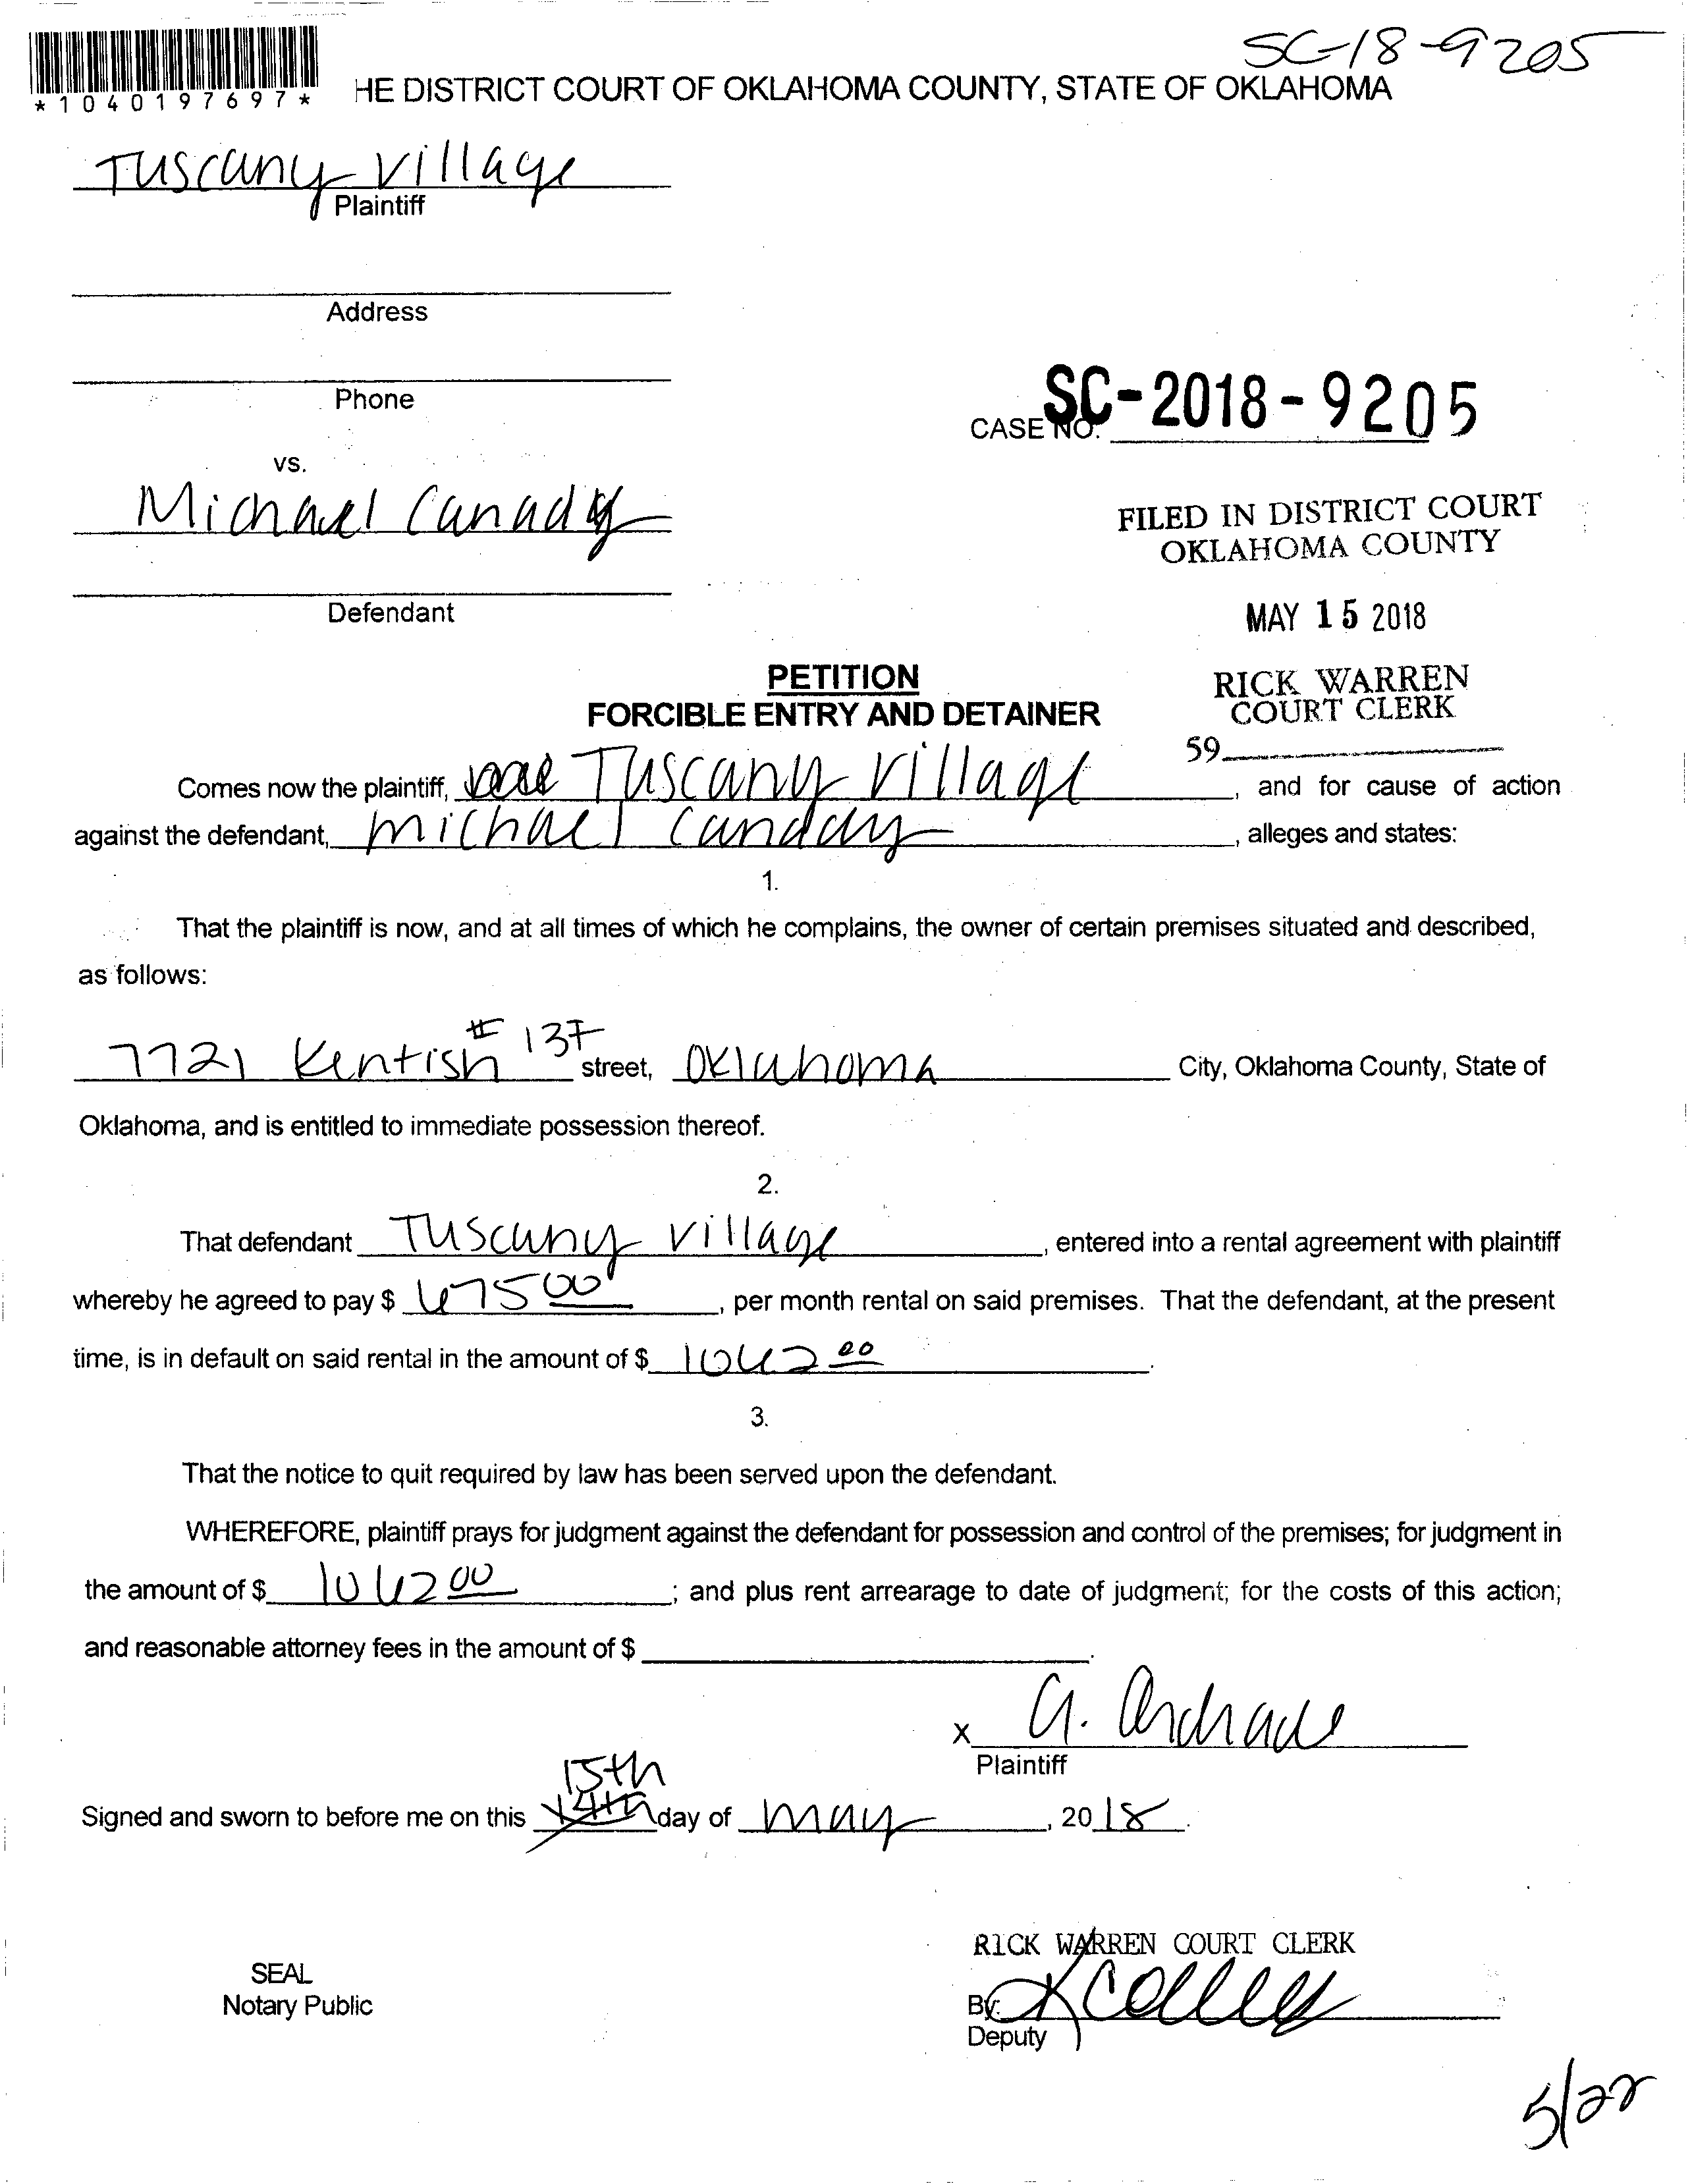 SC-18-9205
*1040197697*
HE DISTRICT COURT OF OKLAHOMA COUNTY, STATE OF OKLAHOMA
Tuscany Village
Plaintiff
Address
Phone
CASE NO. SC-2018-9205
vs.
Michael Canady
FILED IN DISTRICT COURT
OKLAHOMA COUNTY
Defendant
MAY 15 2018
PETITION
RICK WARREN
FORCIBLE ENTRY AND DETAINER
COURT CLERK
59
Comes now the plaintiff, Tuscany Village, and for cause of action
against the defendant, Michael Canday, alleges and states:
1.
That the plaintiff is now, and at all times of which he complains, the owner of certain premises situated and described,
as follows:
7721 Kentish #137 street, Oklahoma City, Oklahoma County, State of
Oklahoma, and is entitled to immediate possession thereof.
2.
That defendant Tuscany Village, entered into a rental agreement with plaintiff
whereby he agreed to pay $ 675 00, per month rental on said premises. That the defendant, at the present
time, is in default on said rental in the amount of $ 1062 00.
3.
That the notice to quit required by law has been served upon the defendant.
WHEREFORE, plaintiff prays for judgment against the defendant for possession and control of the premises; for judgment in
the amount of $ 1062 00; and plus rent arrearage to date of judgment; for the costs of this action;
and reasonable attorney fees in the amount of $.
x G. Andrade
Plaintiff
15th
Signed and sworn to before me on this 14th day of May, 2018.
RICK WARREN COURT CLERK
SEAL
Notary Public
By:
Deputy
5/22